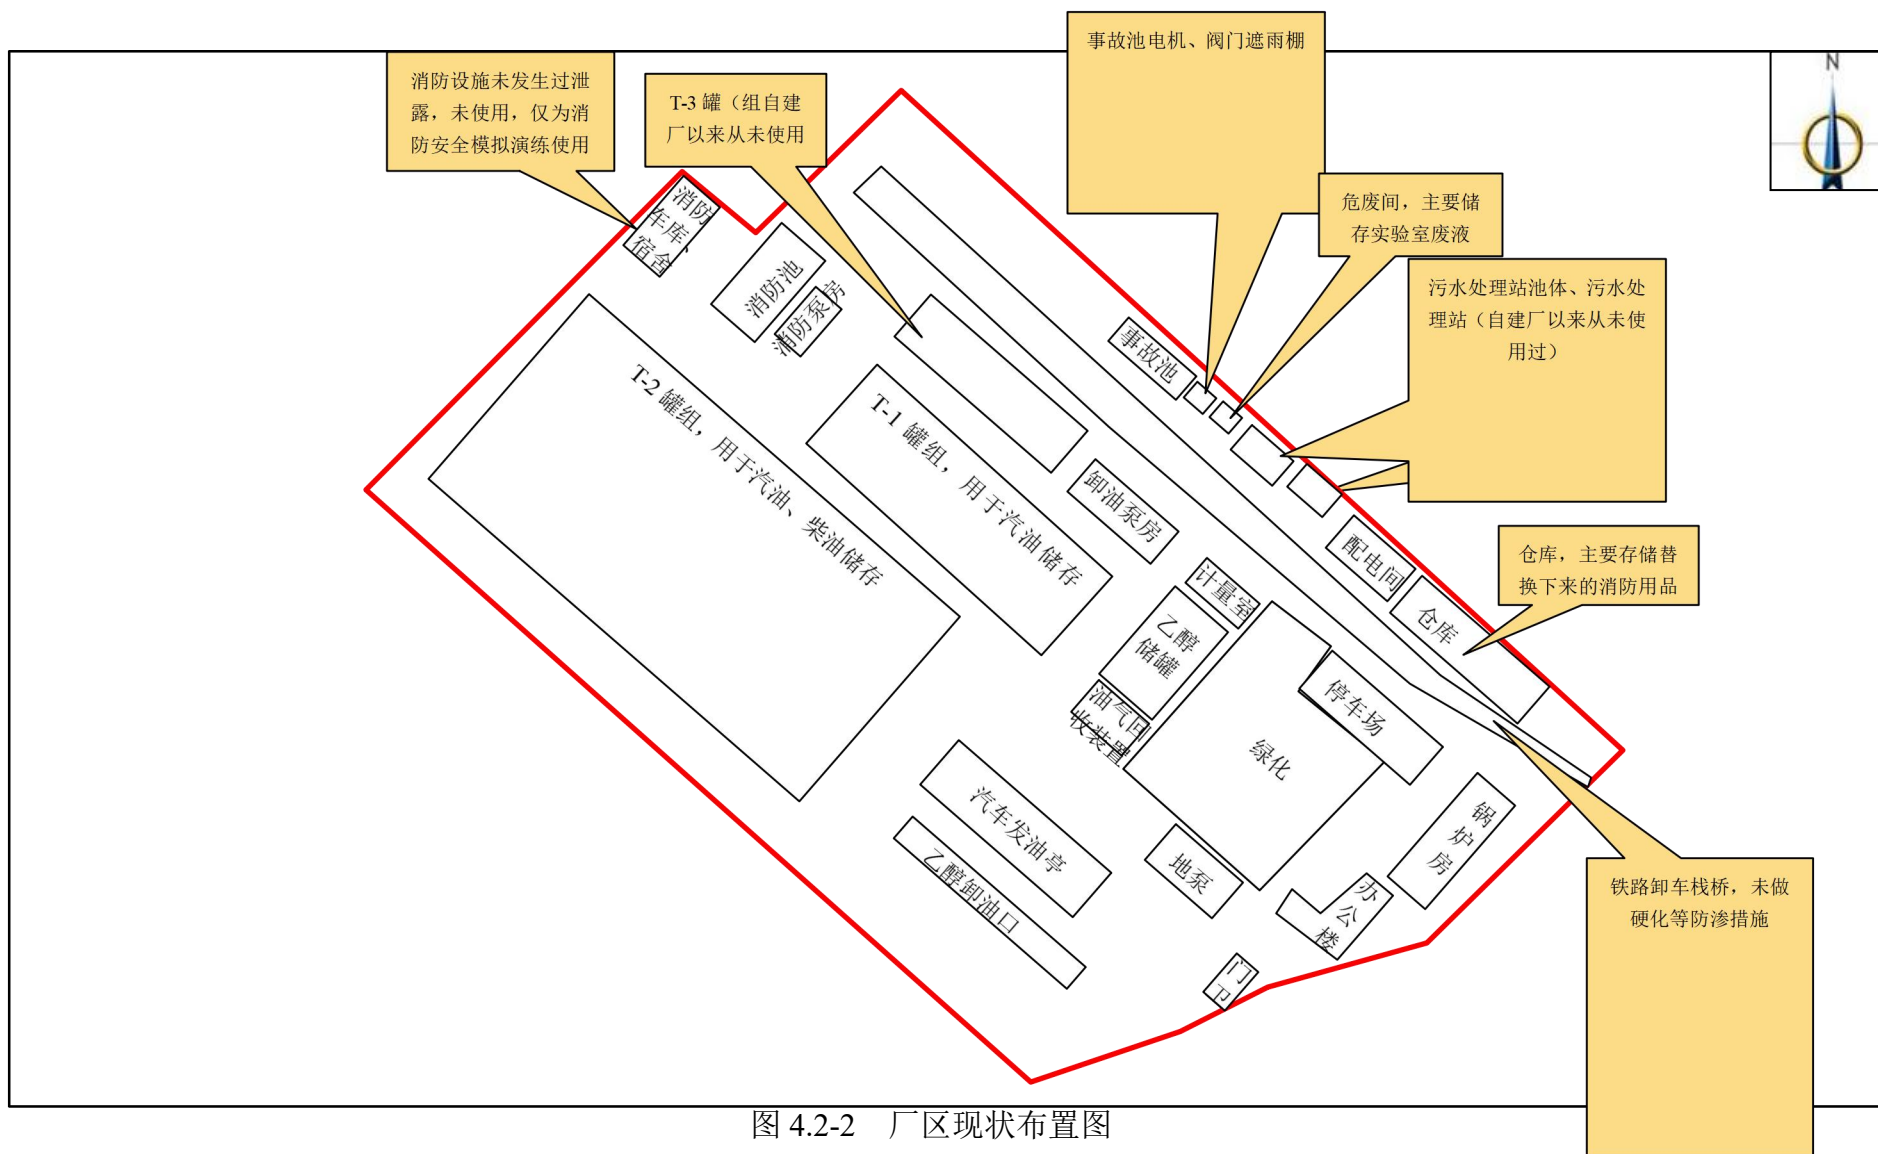 事故池电机、阀门遮雨棚
消防设施未发生过泄
露，未使用，仅为消
防安全模拟演练使用
T-3 罐（组自建
厂以来从未使用
N
危废间，主要储
存实验室废液
污水处理站池体、污水处
理站（自建厂以来从未使
用过）
仓库，主要存储替
换下来的消防用品
铁路卸车栈桥，未做
硬化等防渗措施
消防
车库、
宿舍
消防池
消防泵房
事故池
T-2 罐组，用于汽油、柴油储存
T-1 罐组，用于汽油储存
卸油泵房
配电间
仓库
计量室
乙醇
储罐
油气回
收装置
停车场
绿化
汽车发油亭
乙醇卸油口
地泵
锅炉房
办公楼
门卫
图 4.2-2 厂区现状布置图